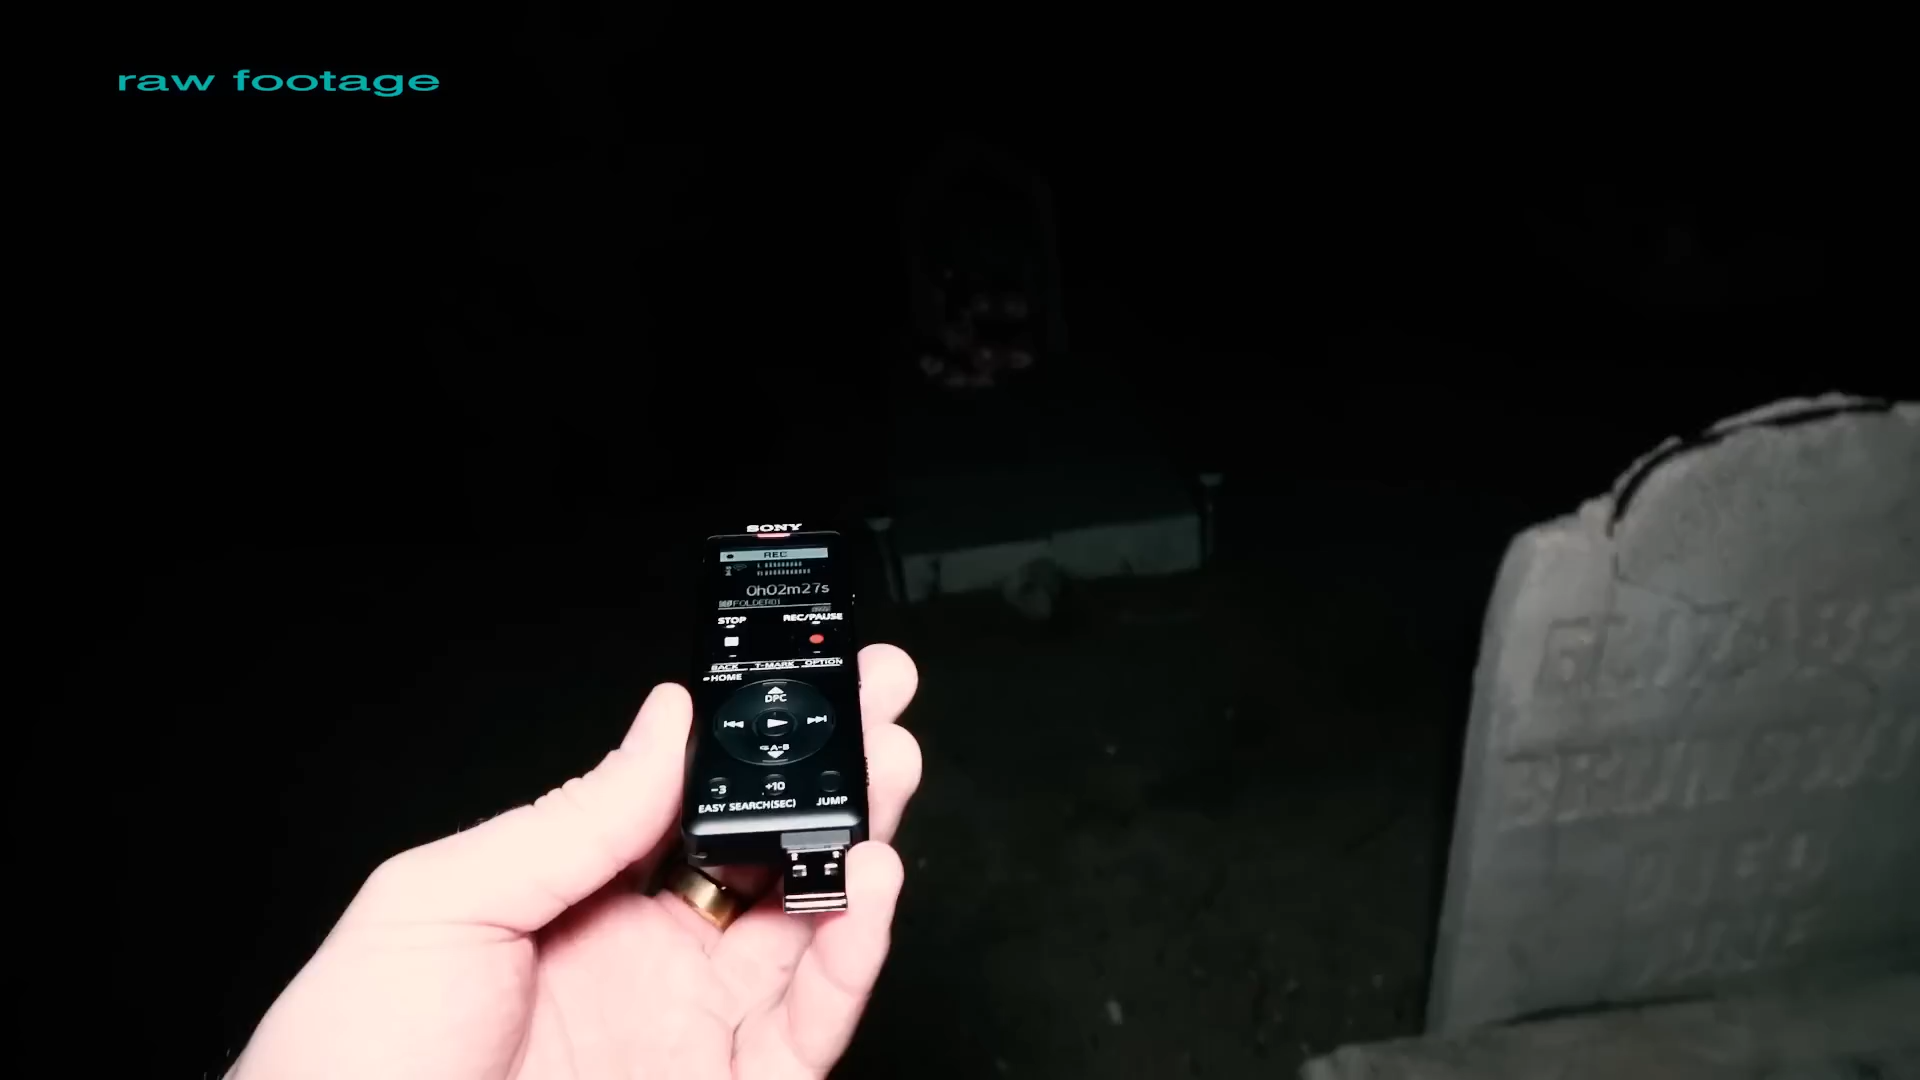 raw footage
SONY
REC
0h02m27s
FOLDER01
STOP REC/PAUSE
BACK T-MARK OPTION
HOME
DPC
A-B
-3 +10
EASY SEARCH(SEC) JUMP
DIED